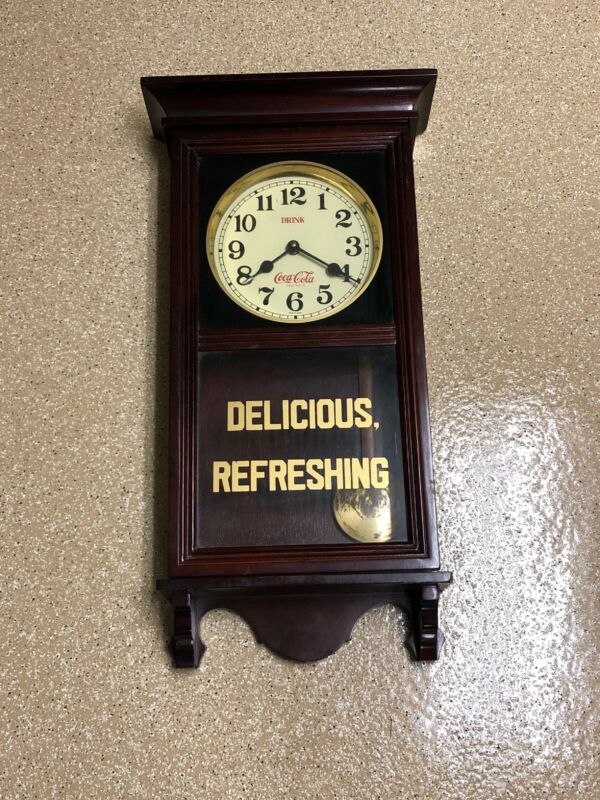 12
11 1
DRINK
10 2
9 3
8 4
Coca-Cola
7 5
6
DELICIOUS,
REFRESHING